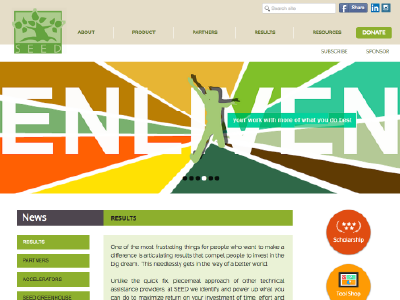 Search site
Share
ABOUT
PRODUCT
PARTNERS
RESULTS
RESOURCES
DONATE
SEED
SUBSCRIBE
SPONSOR
ENLIVEN
your work with more of what you do best
News
RESULTS
RESULTS
PARTNERS
ACCELERATORS
SEED GREENHOUSE
One of the most frustrating things for people who want to make
a difference is articulating results that compel people to invest in the
big dream. This needlessly gets in the way of a better world.
Unlike the quick fix, piecemeal approach of other technical
assistance providers, at SEED we identify and power up what you
can do to maximize return on your investment of time, effort and
Scholarship
Tool Shop